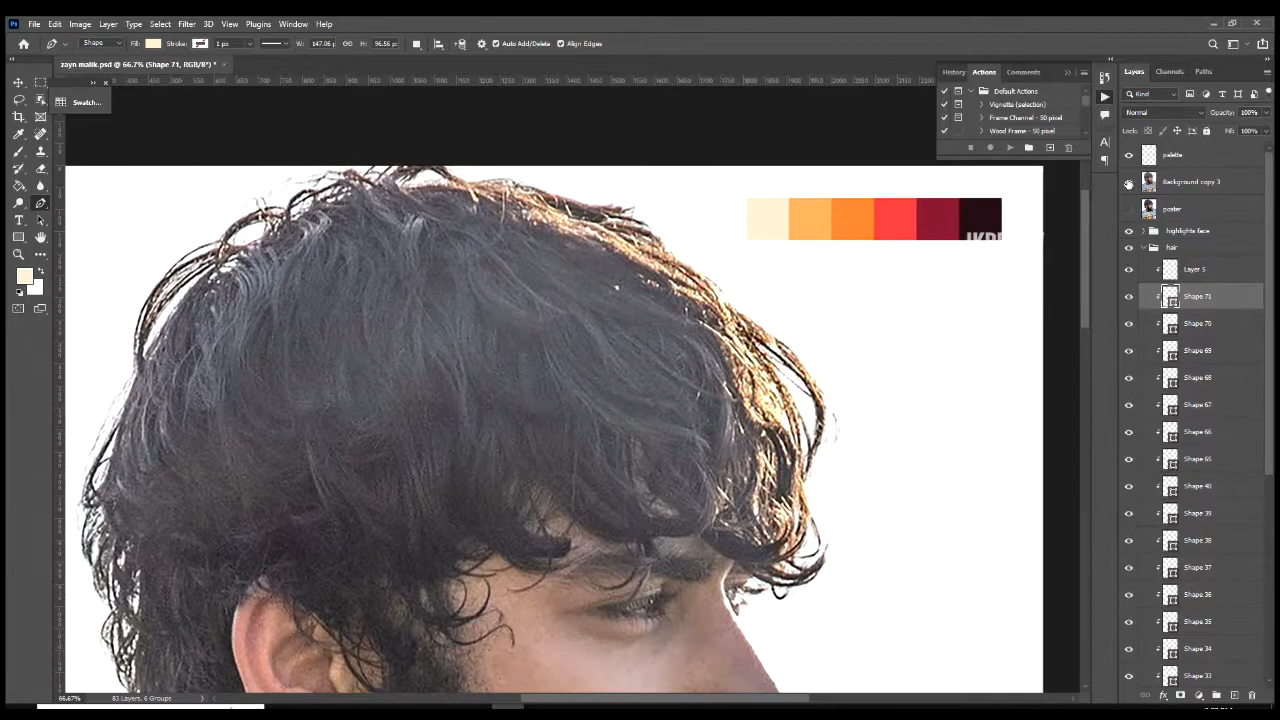 Ps File Edit Image Layer Type Select Filter 3D View Plugins Window Help
Shape Fill: Stroke: 1 px W: 147.06 p H: 96.56 px Auto Add/Delete Align Edges
zayn malik.psd @ 66.7% (Shape 71, RGB/8*) * ×
Swatch...
History Actions Comments
Default Actions
Vignette (selection)
Frame Channel - 50 pixel
Wood Frame - 50 pixel
Layers Channels Paths
Kind
Normal Opacity: 100%
Lock: Fill: 100%
palette
Background copy 3
poster
highlights face
hair
Layer 5
Shape 71
Shape 70
Shape 69
Shape 68
Shape 67
Shape 66
Shape 65
Shape 40
Shape 39
Shape 38
Shape 37
Shape 36
Shape 35
Shape 34
Shape 33
66.67% 83 Layers, 6 Groups